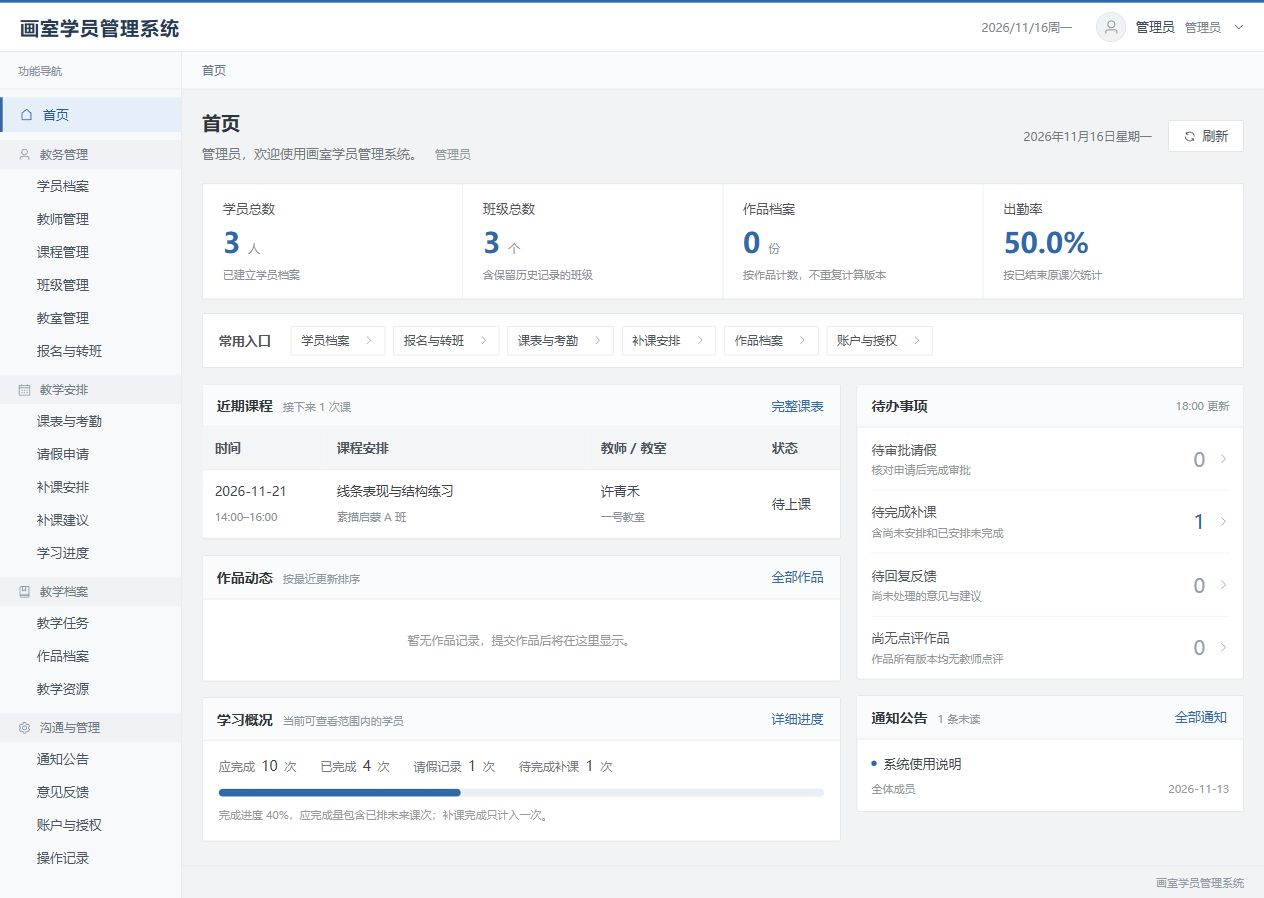 画室学员管理系统
2026/11/16周一 管理员 管理员
功能导航
首页
教务管理
学员档案
教师管理
课程管理
班级管理
教室管理
报名与转班
教学安排
课表与考勤
请假申请
补课安排
补课建议
学习进度
教学档案
教学任务
作品档案
教学资源
沟通与管理
通知公告
意见反馈
账户与授权
操作记录
首页
首页
管理员，欢迎使用画室学员管理系统。 管理员
2026年11月16日星期一 刷新
学员总数
3 人
已建立学员档案
班级总数
3 个
含保留历史记录的班级
作品档案
0 份
按作品计数，不重复计算版本
出勤率
50.0%
按已结束原课次统计
常用入口 学员档案 报名与转班 课表与考勤 补课安排 作品档案 账户与授权
近期课程 接下来 1 次课 完整课表
时间 课程安排 教师 / 教室 状态
2026-11-21 线条表现与结构练习 许青禾 待上课
14:00–16:00 素描启蒙 A 班 一号教室
作品动态 按最近更新排序 全部作品
暂无作品记录，提交作品后将在这里显示。
学习概况 当前可查看范围内的学员 详细进度
应完成 10 次 已完成 4 次 请假记录 1 次 待完成补课 1 次
完成进度 40%，应完成量包含已排未来课次；补课完成只计入一次。
待办事项 18:00 更新
待审批请假 0
核对申请后完成审批
待完成补课 1
含尚未安排和已安排未完成
待回复反馈 0
尚未处理的意见与建议
尚无点评作品 0
作品所有版本均无教师点评
通知公告 1 条未读 全部通知
系统使用说明
全体成员 2026-11-13
画室学员管理系统